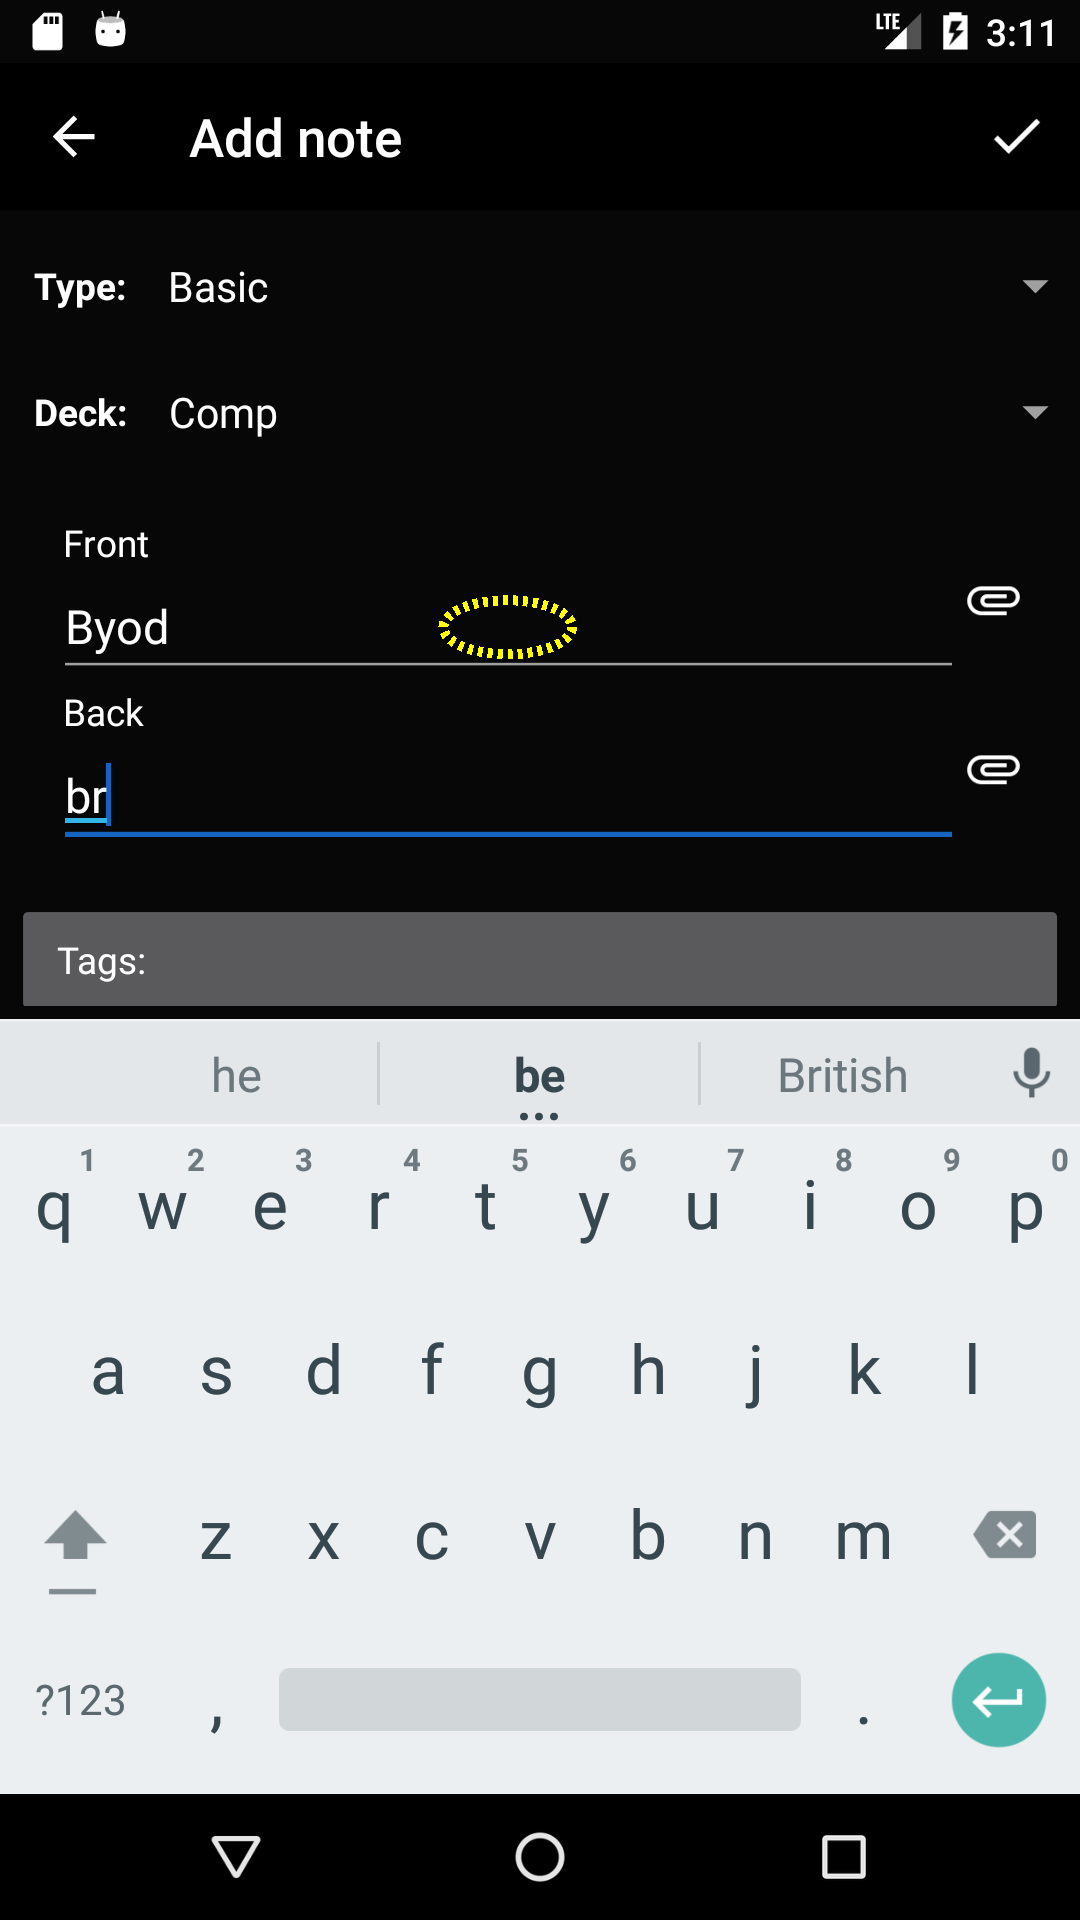 LTE 3:11
Add note
Type: Basic
Deck: Comp
Front
Byod
Back
br
Tags:
he be British
1 2 3 4 5 6 7 8 9 0
q w e r t y u i o p
a s d f g h j k l
z x c v b n m
?123 , .